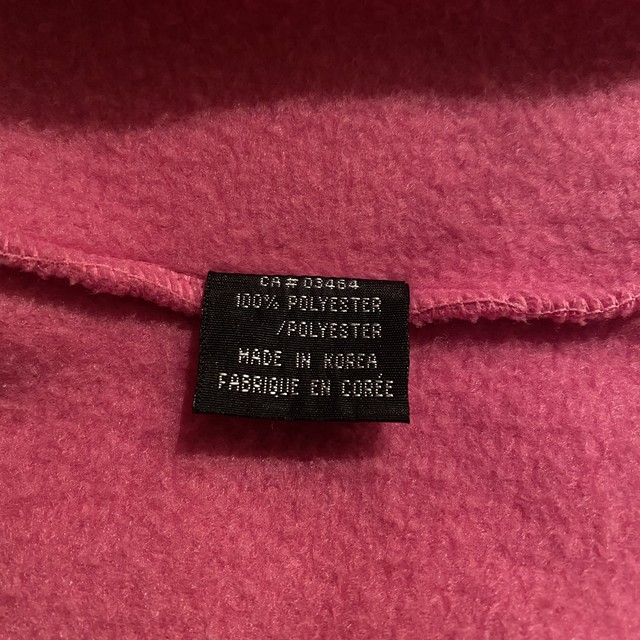 CA# 03464
100% POLYESTER
/POLYESTER
MADE IN KOREA
FABRIQUE EN CORÉE